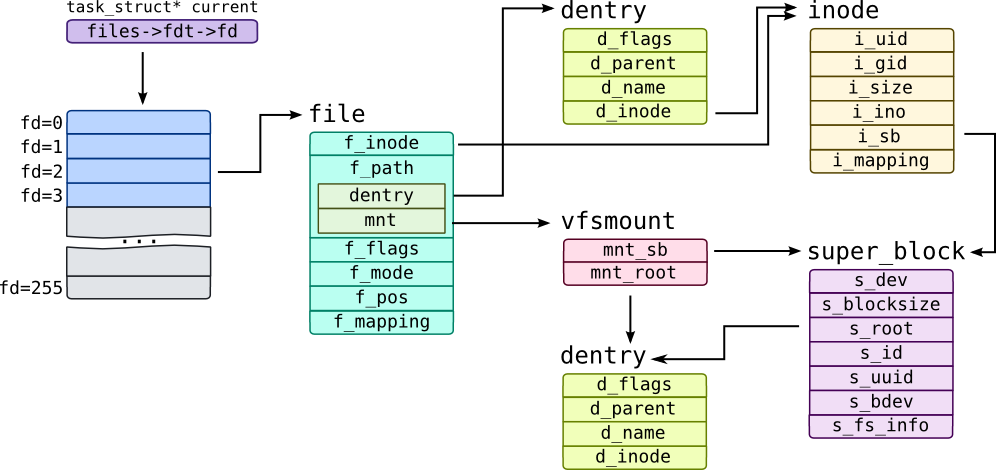 task_struct* current
files->fdt->fd
fd=0
fd=1
fd=2
fd=3
...
fd=255
file
f_inode
f_path
dentry
mnt
f_flags
f_mode
f_pos
f_mapping
dentry
d_flags
d_parent
d_name
d_inode
vfsmount
mnt_sb
mnt_root
dentry
d_flags
d_parent
d_name
d_inode
inode
i_uid
i_gid
i_size
i_ino
i_sb
i_mapping
super_block
s_dev
s_blocksize
s_root
s_id
s_uuid
s_bdev
s_fs_info